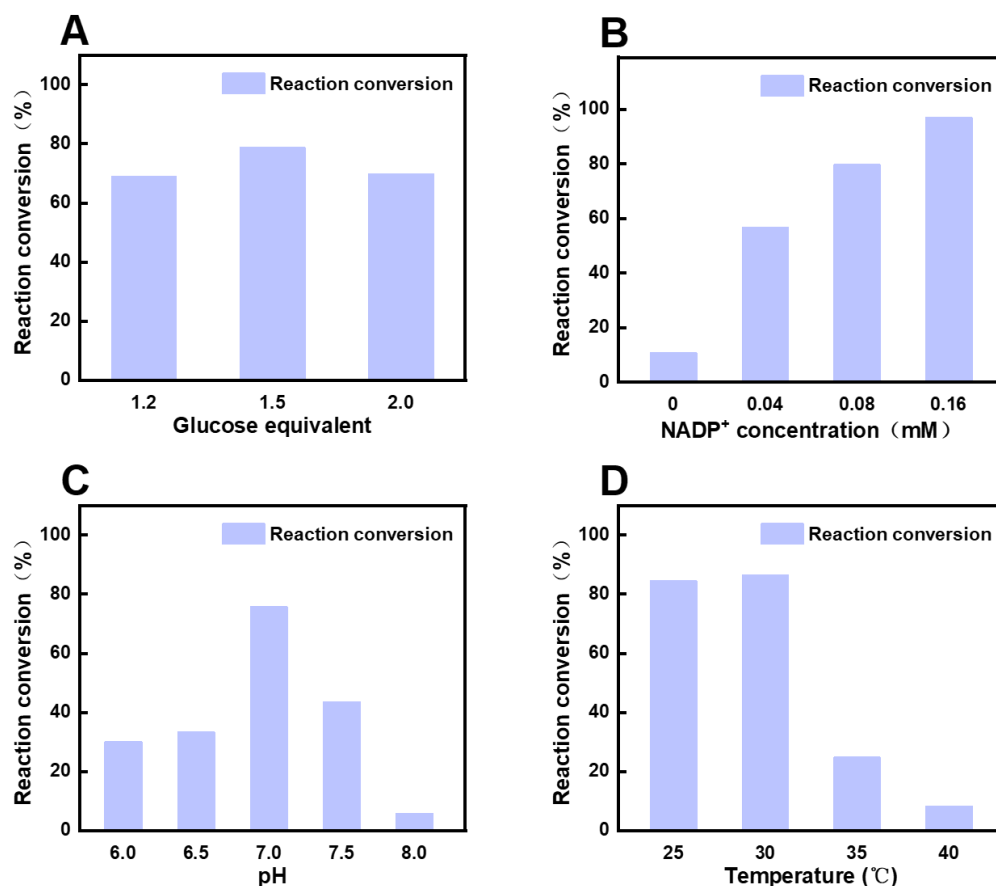 A
Reaction conversion
Reaction conversion（%）
100
80
60
40
20
0
1.2 1.5 2.0
Glucose equivalent
B
Reaction conversion
Reaction conversion（%）
100
80
60
40
20
0
0 0.04 0.08 0.16
NADP⁺ concentration（mM）
C
Reaction conversion
Reaction conversion（%）
100
80
60
40
20
0
6.0 6.5 7.0 7.5 8.0
pH
D
Reaction conversion
Reaction conversion（%）
100
80
60
40
20
0
25 30 35 40
Temperature (℃)